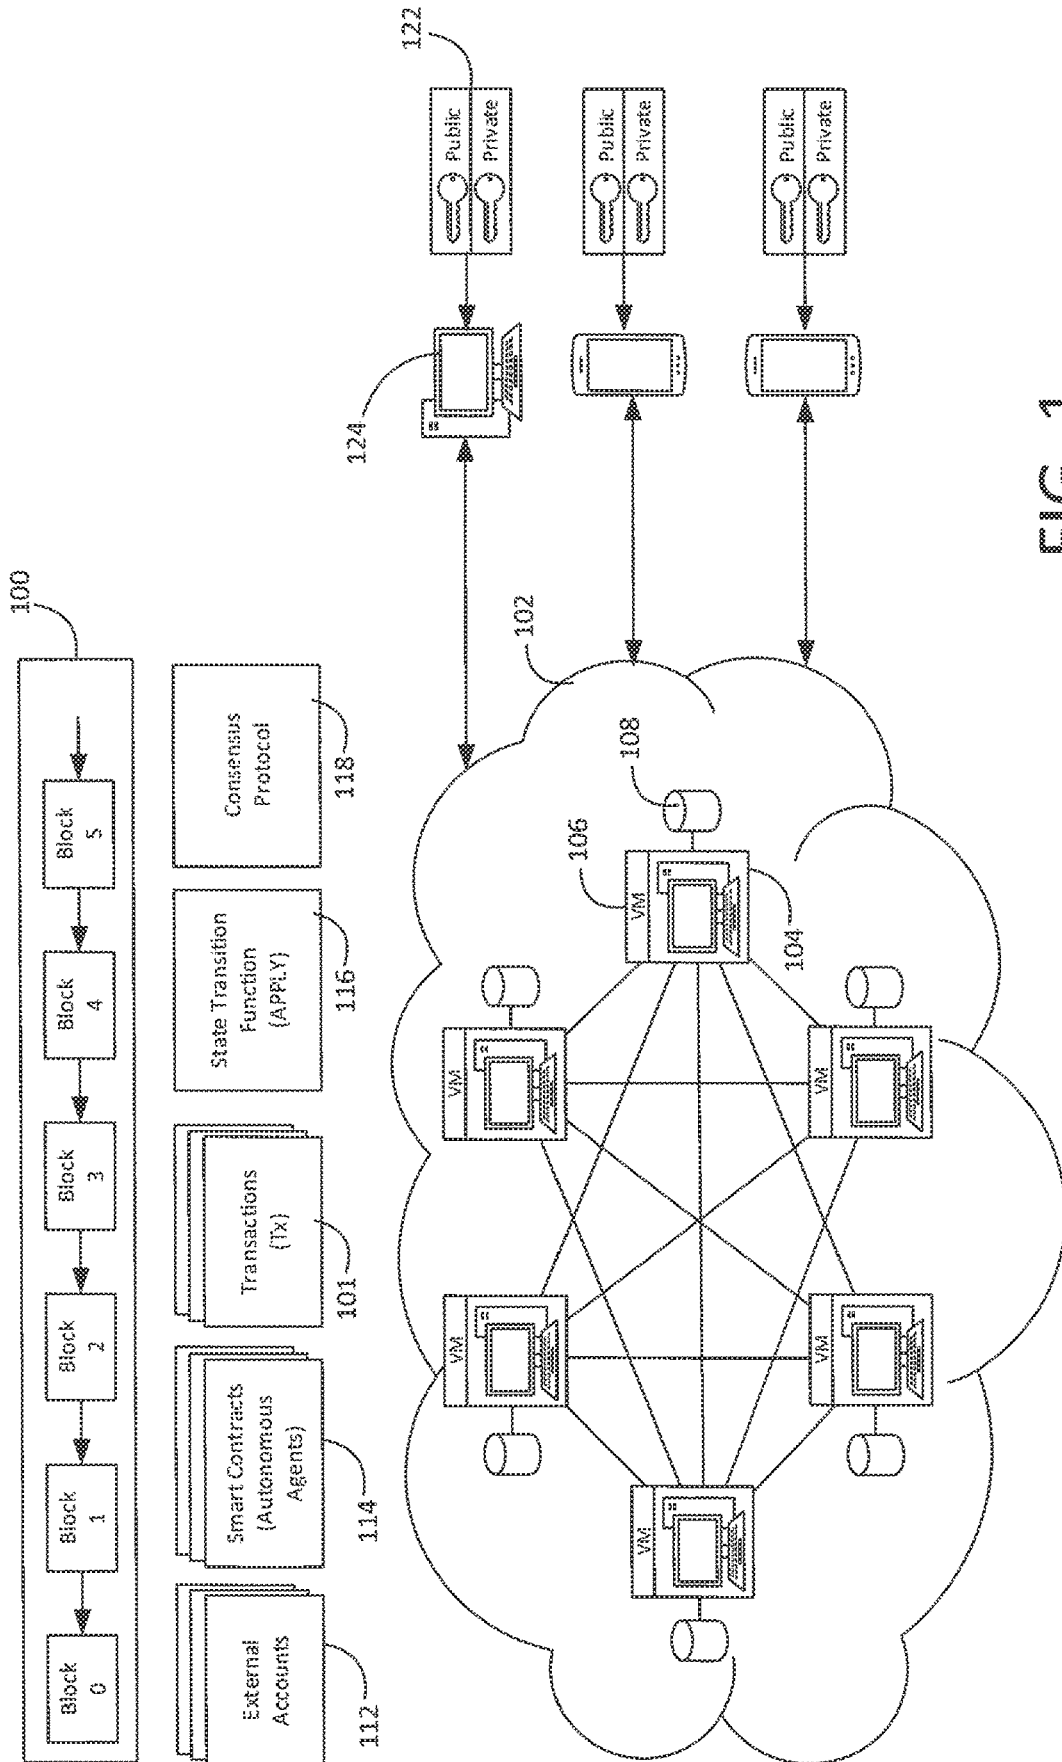 100
Block
0
Block
1
Block
2
Block
3
Block
4
Block
5
External
Accounts
112
Smart Contracts
(Autonomous
Agents)
114
Transactions
(Tx)
101
State Transition
Function
(APPLY)
116
Consensus
Protocol
118
102
VM
VM
VM
VM
VM
VM
106
108
104
124
122
Public
Private
Public
Private
Public
Private
FIG. 1